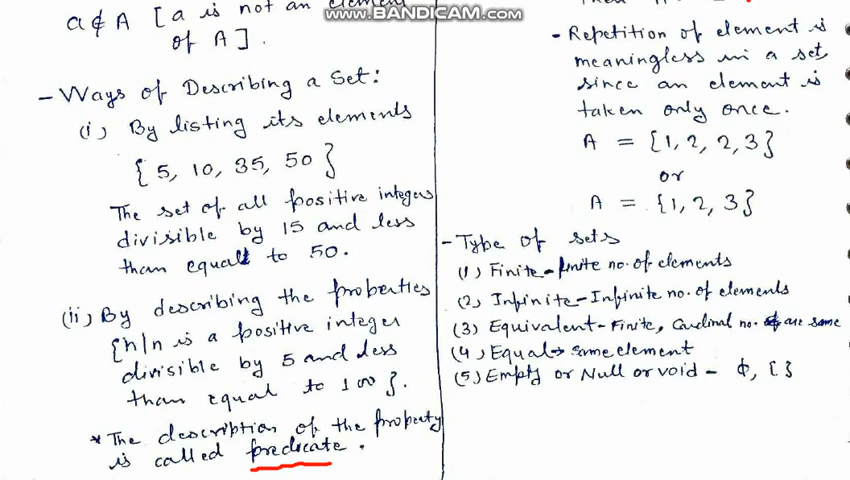 a ∉ A [a is not an element
of A].
- Ways of Describing a Set:
(i) By listing its elements
{ 5, 10, 35, 50 }
The set of all positive integers
divisible by 15 and less
than equal to 50.
(ii) By describing the properties
{n|n is a positive integer
divisible by 5 and less
than equal to 100}.
* The description of the property
is called predicate.
www.BANDICAM.com
- Repetition of element is
meaningless in a set,
since an element is
taken only once.
A = {1, 2, 2, 3}
or
A = {1, 2, 3}
- Type of sets
(1) Finite - finite no. of elements
(2) Infinite - Infinite no. of elements
(3) Equivalent - Finite, Cardinal no. are same
(4) Equal → same element
(5) Empty or Null or void - ϕ, { }